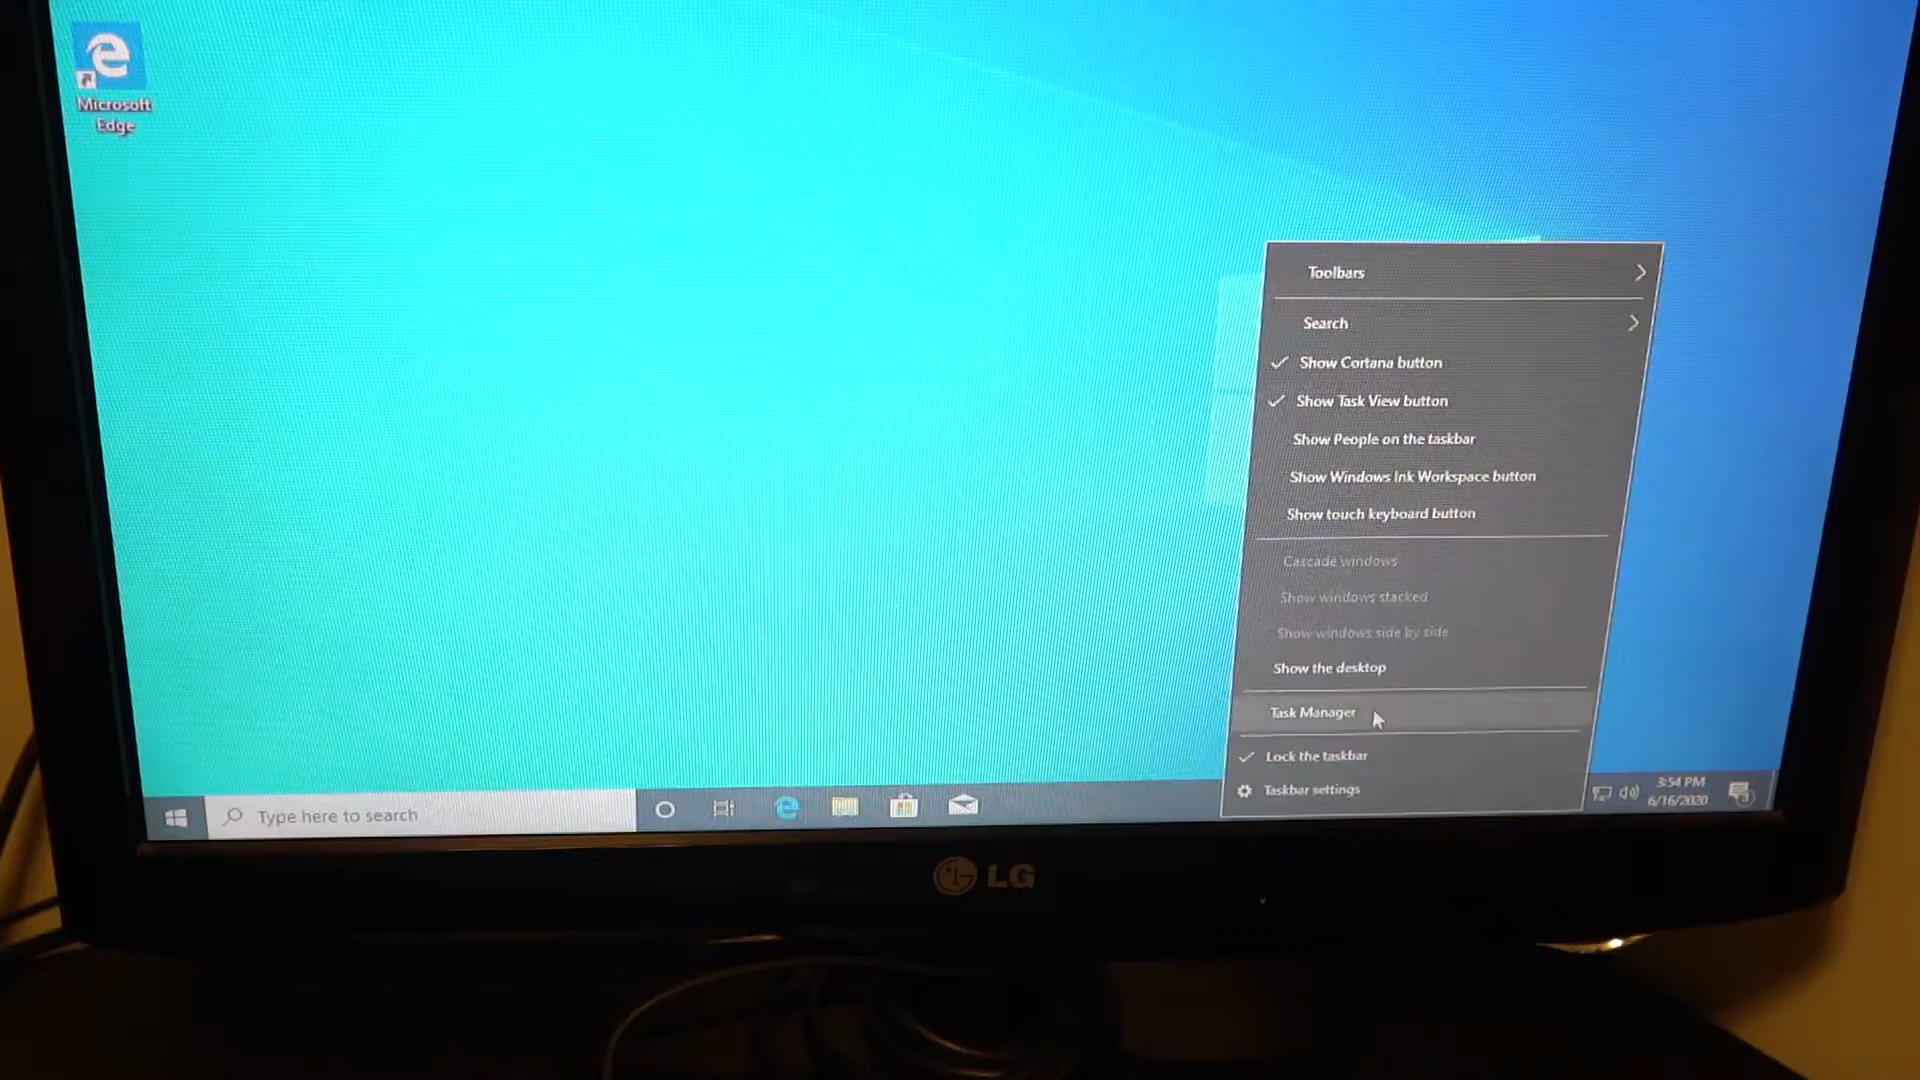 Microsoft
Edge
Toolbars
Search
Show Cortana button
Show Task View button
Show People on the taskbar
Show Windows Ink Workspace button
Show touch keyboard button
Cascade windows
Show windows stacked
Show windows side by side
Show the desktop
Task Manager
Lock the taskbar
Taskbar settings
Type here to search
3:54 PM
6/16/2020
LG